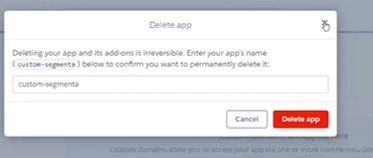 Delete app
Deleting your app and its add-ons is irreversible. Enter your app's name
(custom-segmenta) below to confirm you want to permanently delete it:
custom-segmenta
Cancel
Delete app
Custom domains allow you to access your app via one or more non-Heroku